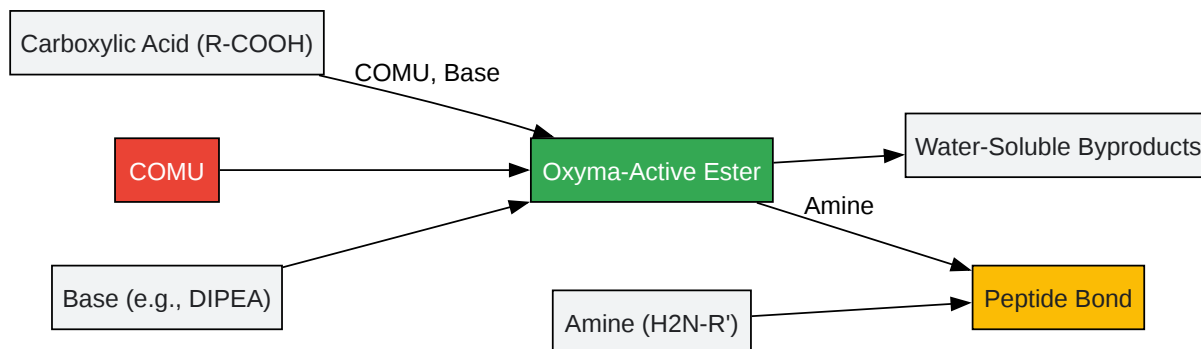 Carboxylic Acid (R-COOH)
COMU, Base
COMU
Oxyma-Active Ester
Water-Soluble Byproducts
Amine
Base (e.g., DIPEA)
Amine (H2N-R')
Peptide Bond